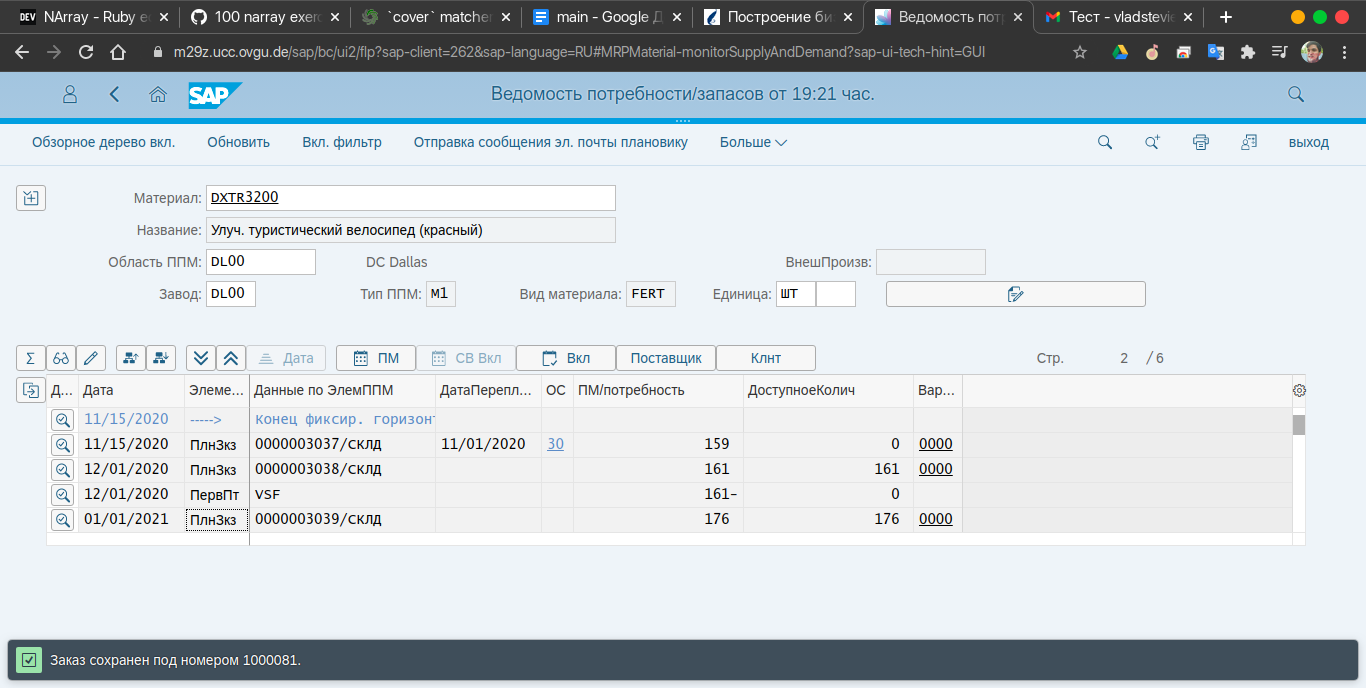 NArray - Ruby e
100 narray exerc
`cover` matcher
main - Google Д
Построение би
Ведомость пот
Тест - vladstevie
m29z.ucc.ovgu.de/sap/bc/ui2/flp?sap-client=262&sap-language=RU#MRPMaterial-monitorSupplyAndDemand?sap-ui-tech-hint=GUI
SAP
Ведомость потребности/запасов от 19:21 час.
Обзорное дерево вкл. Обновить Вкл. фильтр Отправка сообщения эл. почты плановику Больше выход
Материал: DXTR3200
Название: Улуч. туристический велосипед (красный)
Область ППМ: DL00 DC Dallas ВнешПроизв:
Завод: DL00 Тип ППМ: M1 Вид материала: FERT Единица: ШТ
Дата ПМ СВ Вкл Вкл Поставщик Клнт Стр. 2 / 6
Д... Дата Элеме... Данные по ЭлемППМ ДатаПерепл... ОС ПМ/потребность ДоступноеКолич Вар...
11/15/2020 -----> Конец фиксир. горизонт
11/15/2020 ПлнЗкз 0000003037/СКЛД 11/01/2020 30 159 0 0000
12/01/2020 ПлнЗкз 0000003038/СКЛД 161 161 0000
12/01/2020 ПервПт VSF 161- 0
01/01/2021 ПлнЗкз 0000003039/СКЛД 176 176 0000
Заказ сохранен под номером 1000081.